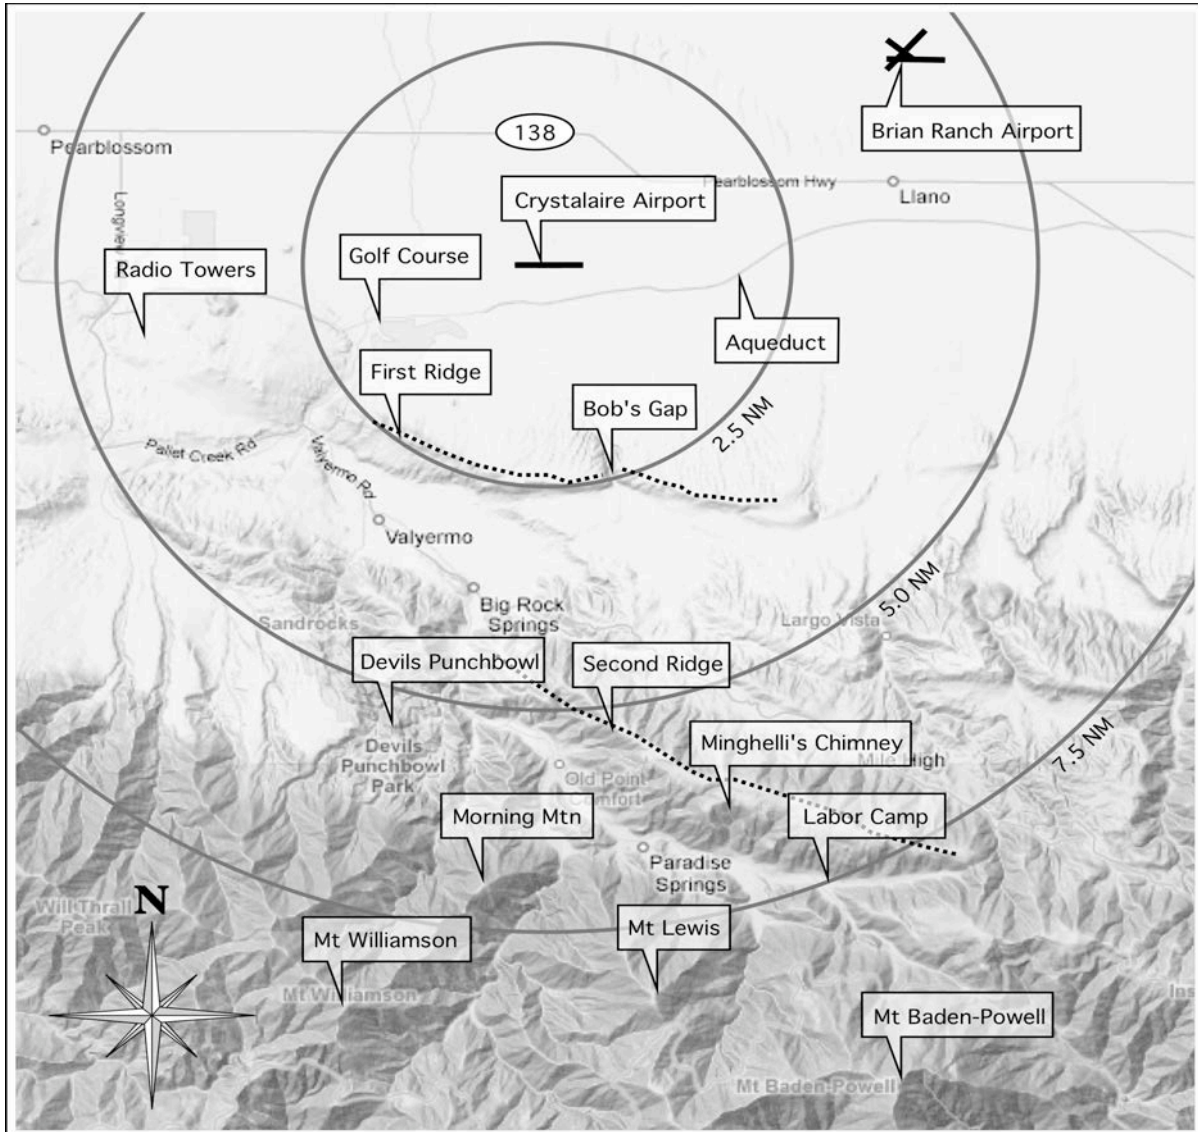 138
Brian Ranch Airport
Pearblossom
Pearblossom Hwy
Llano
Crystalaire Airport
Longview
Golf Course
Radio Towers
Aqueduct
First Ridge
Bob's Gap
2.5 NM
Pallet Creek Rd
Valyermo Rd
Valyermo
5.0 NM
Big Rock
Springs
Sandrocks
Largo Vista
Devils Punchbowl
Second Ridge
7.5 NM
Minghelli's Chimney
Mile High
Devils
Punchbowl
Park
Old Point
Comfort
Morning Mtn
Labor Camp
Paradise
Springs
N
Will Thrall
Peak
Mt Williamson
Mt Lewis
Mt Williamson
Ins
Mt Baden-Powell
Mt Baden-Powell